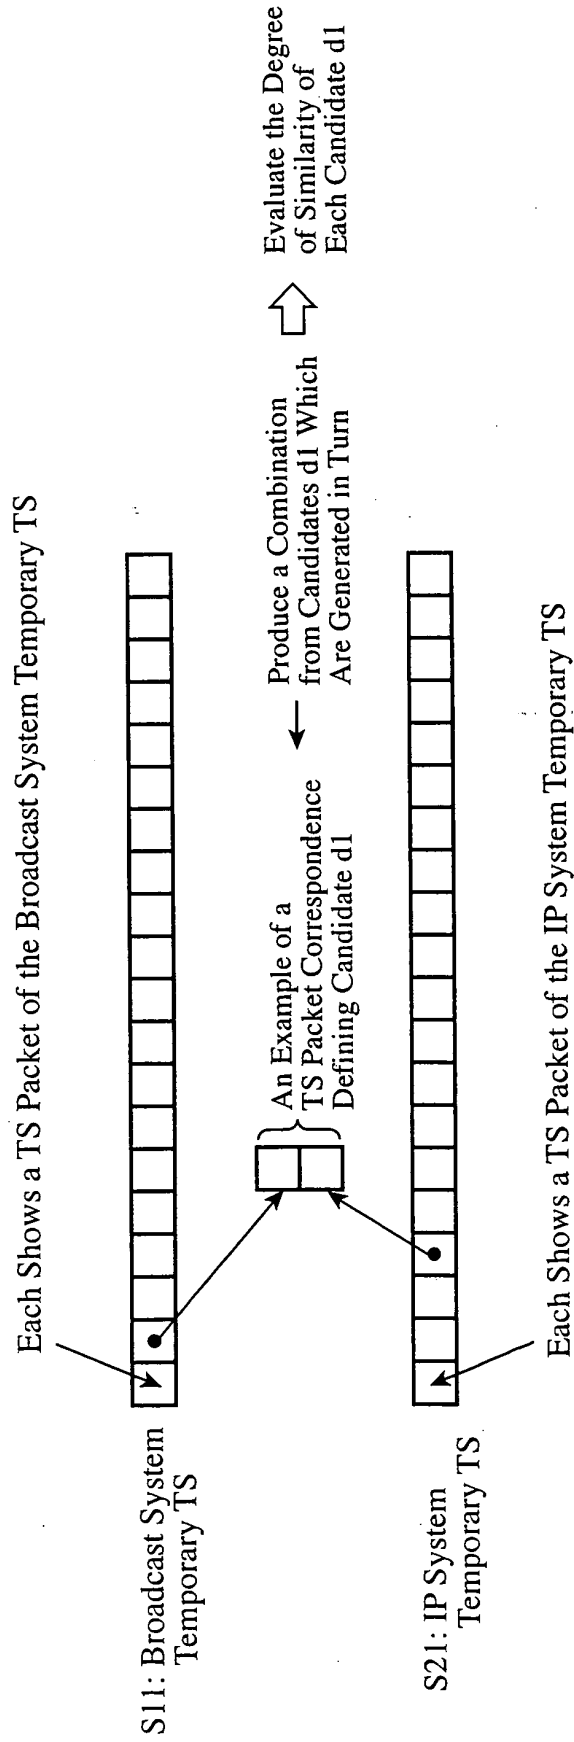 Each Shows a TS Packet of the Broadcast System Temporary TS
S11: Broadcast System
Temporary TS
An Example of a
TS Packet Correspondence
Defining Candidate d1
Produce a Combination
from Candidates d1 Which
Are Generated in Turn
Evaluate the Degree
of Similarity of
Each Candidate d1
S21: IP System
Temporary TS
Each Shows a TS Packet of the IP System Temporary TS